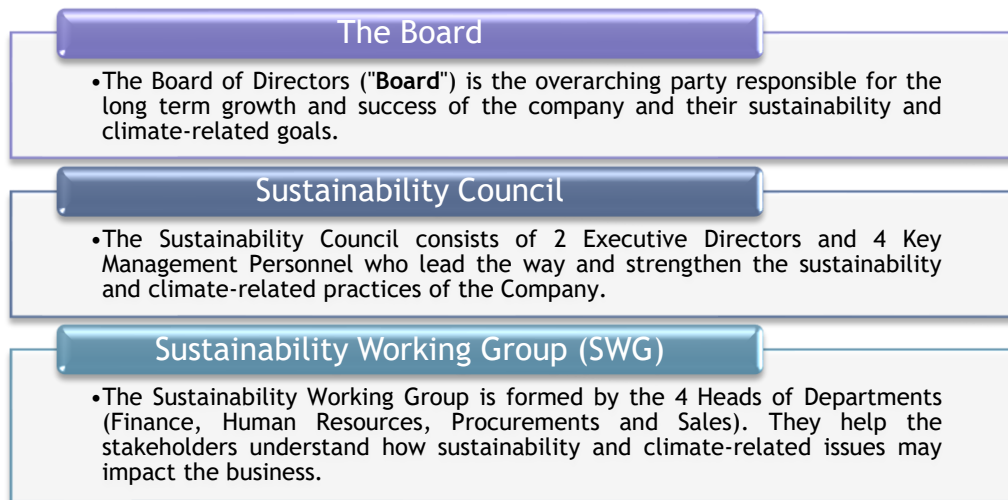 The Board
•The Board of Directors ("Board") is the overarching party responsible for the
long term growth and success of the company and their sustainability and
climate-related goals.
Sustainability Council
•The Sustainability Council consists of 2 Executive Directors and 4 Key
Management Personnel who lead the way and strengthen the sustainability
and climate-related practices of the Company.
Sustainability Working Group (SWG)
•The Sustainability Working Group is formed by the 4 Heads of Departments
(Finance, Human Resources, Procurements and Sales). They help the
stakeholders understand how sustainability and climate-related issues may
impact the business.